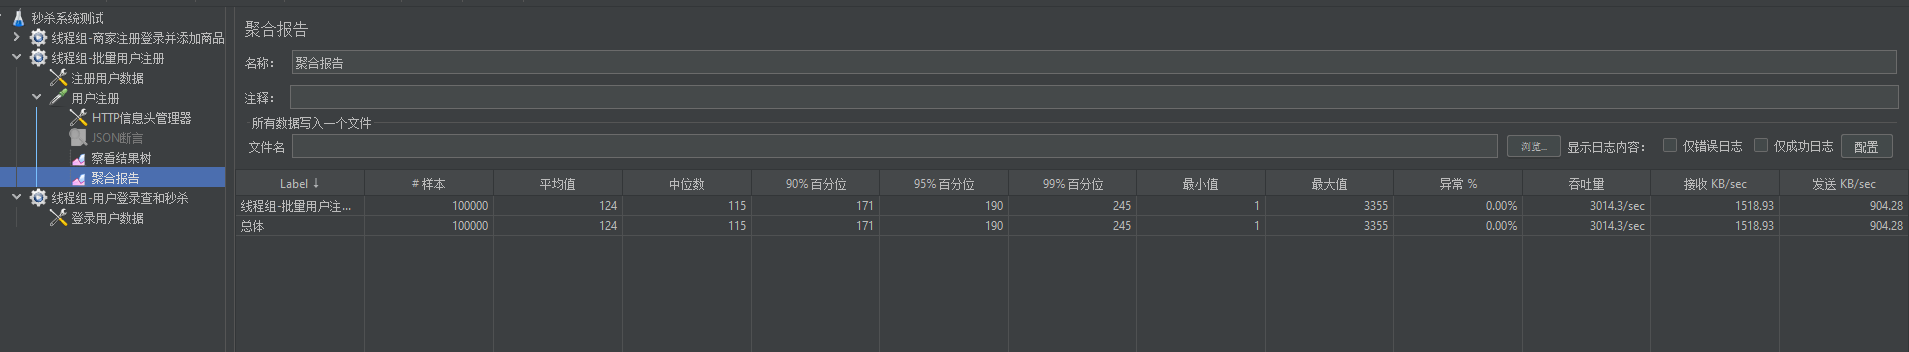 秒杀系统测试
线程组-商家注册登录并添加商品
线程组-批量用户注册
注册用户数据
用户注册
HTTP信息头管理器
JSON断言
察看结果树
聚合报告
线程组-用户登录查和秒杀
登录用户数据
聚合报告
名称： 聚合报告
注释：
所有数据写入一个文件
文件名 浏览... 显示日志内容： 仅错误日志 仅成功日志 配置
Label ↓ # 样本 平均值 中位数 90% 百分位 95% 百分位 99% 百分位 最小值 最大值 异常 % 吞吐量 接收 KB/sec 发送 KB/sec
线程组-批量用户注... 100000 124 115 171 190 245 1 3355 0.00% 3014.3/sec 1518.93 904.28
总体 100000 124 115 171 190 245 1 3355 0.00% 3014.3/sec 1518.93 904.28